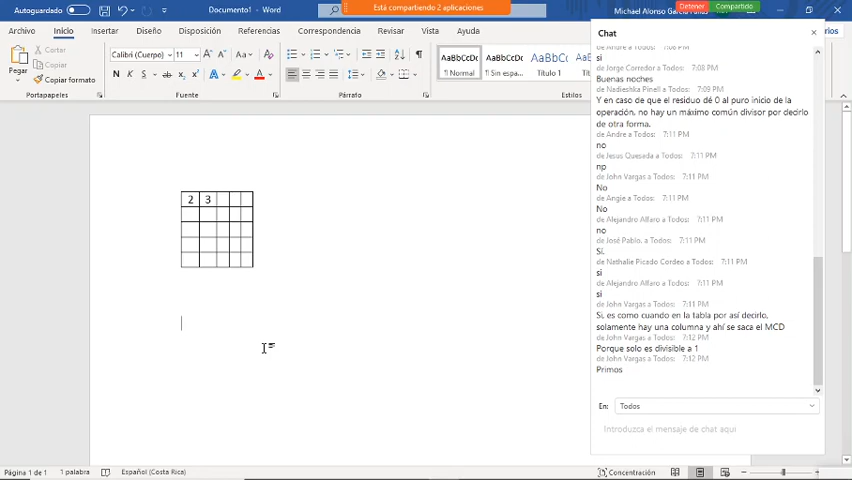 Autoguardado
Documento1 - Word
Está compartiendo 2 aplicaciones
Detener
Compartido
Archivo
Inicio
Insertar
Diseño
Disposición
Referencias
Correspondencia
Revisar
Vista
Ayuda
Pegar
Cortar
Copiar
Copiar formato
Portapapeles
Calibri (Cuerpo)
11
Fuente
Párrafo
AaBbCcDc
AaBbCcDc
AaBbCc
¶ Normal
¶ Sin espa...
Título 1
Estilos
2 3
Chat
7:08 PM
si
de Jorge Corredor a Todos: 7:08 PM
Buenas noches
de Nadieshka Pinell a Todos: 7:09 PM
Y en caso de que el residuo dé 0 al puro inicio de la
operación, no hay un máximo común divisor por decirlo
de otra forma.
de Andre a Todos: 7:11 PM
no
de Jesus Quesada a Todos: 7:11 PM
np
de John Vargas a Todos: 7:11 PM
No
de Angie a Todos: 7:11 PM
No
de Alejandro Alfaro a Todos: 7:11 PM
no
de José Pablo. a Todos: 7:11 PM
Sí.
de Nathalie Picado Cordeo a Todos: 7:11 PM
si
de Alejandro Alfaro a Todos: 7:11 PM
si
de John Vargas a Todos: 7:11 PM
Si, es como cuando en la tabla por así decirlo,
solamente hay una columna y ahí se saca el MCD
de John Vargas a Todos: 7:12 PM
Porque solo es divisible a 1
de John Vargas a Todos: 7:12 PM
Primos
En: Todos
Introduzca el mensaje de chat aquí
Página 1 de 1
1 palabra
Español (Costa Rica)
Concentración